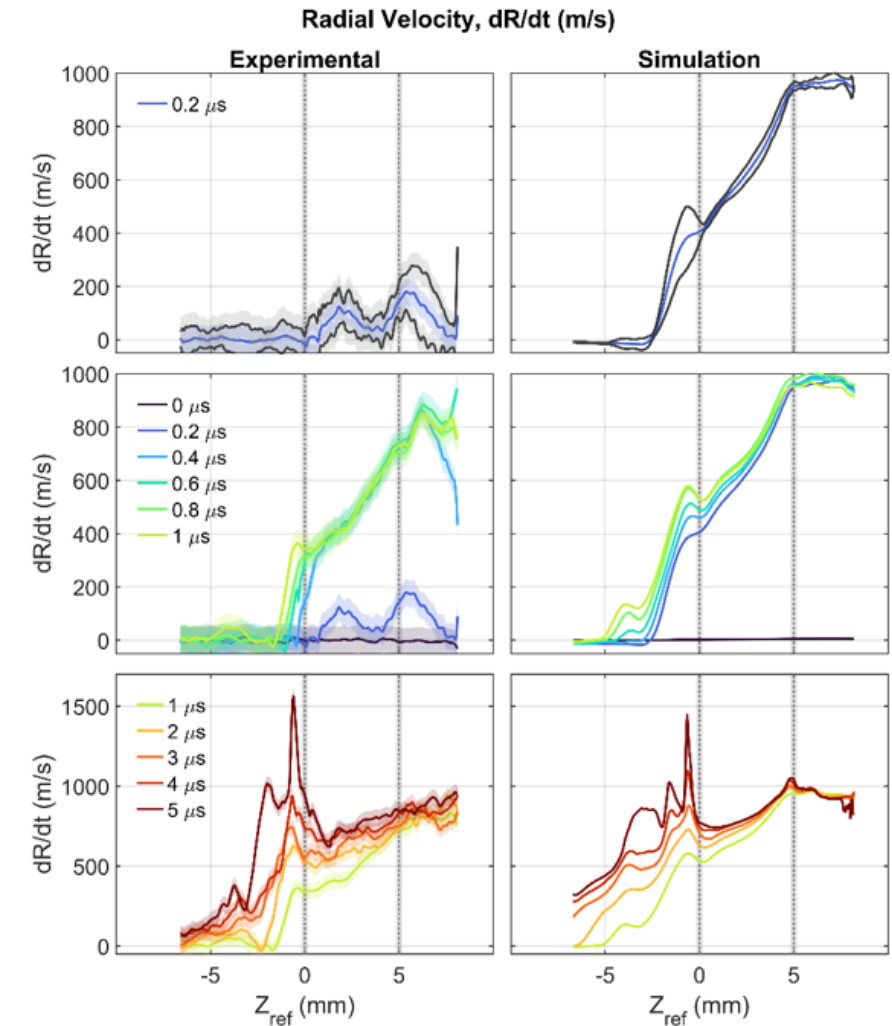 Radial Velocity, dR/dt (m/s)
Experimental
Simulation
dR/dt (m/s)
1000
800
600
400
200
0
0.2 μs
dR/dt (m/s)
1000
800
600
400
200
0
0 μs
0.2 μs
0.4 μs
0.6 μs
0.8 μs
1 μs
dR/dt (m/s)
1500
1000
500
0
1 μs
2 μs
3 μs
4 μs
5 μs
-5 0 5
-5 0 5
Zref (mm)
Zref (mm)